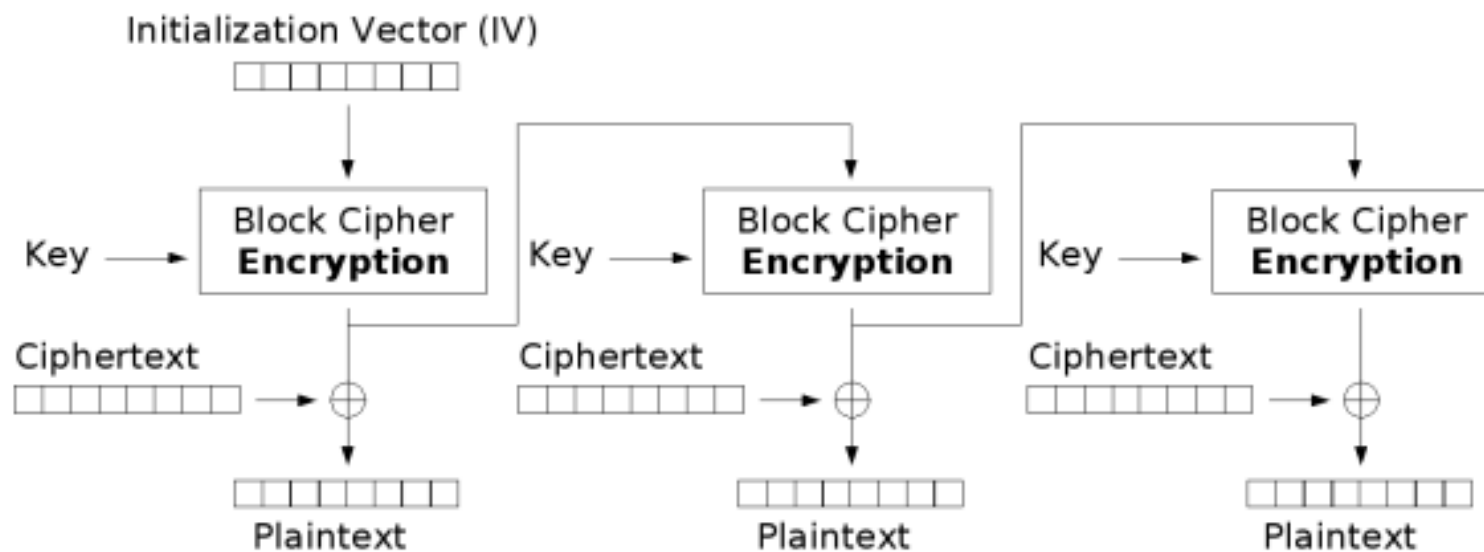 Initialization Vector (IV)
Key
Block Cipher
Encryption
Key
Block Cipher
Encryption
Key
Block Cipher
Encryption
Ciphertext
Ciphertext
Ciphertext
Plaintext
Plaintext
Plaintext